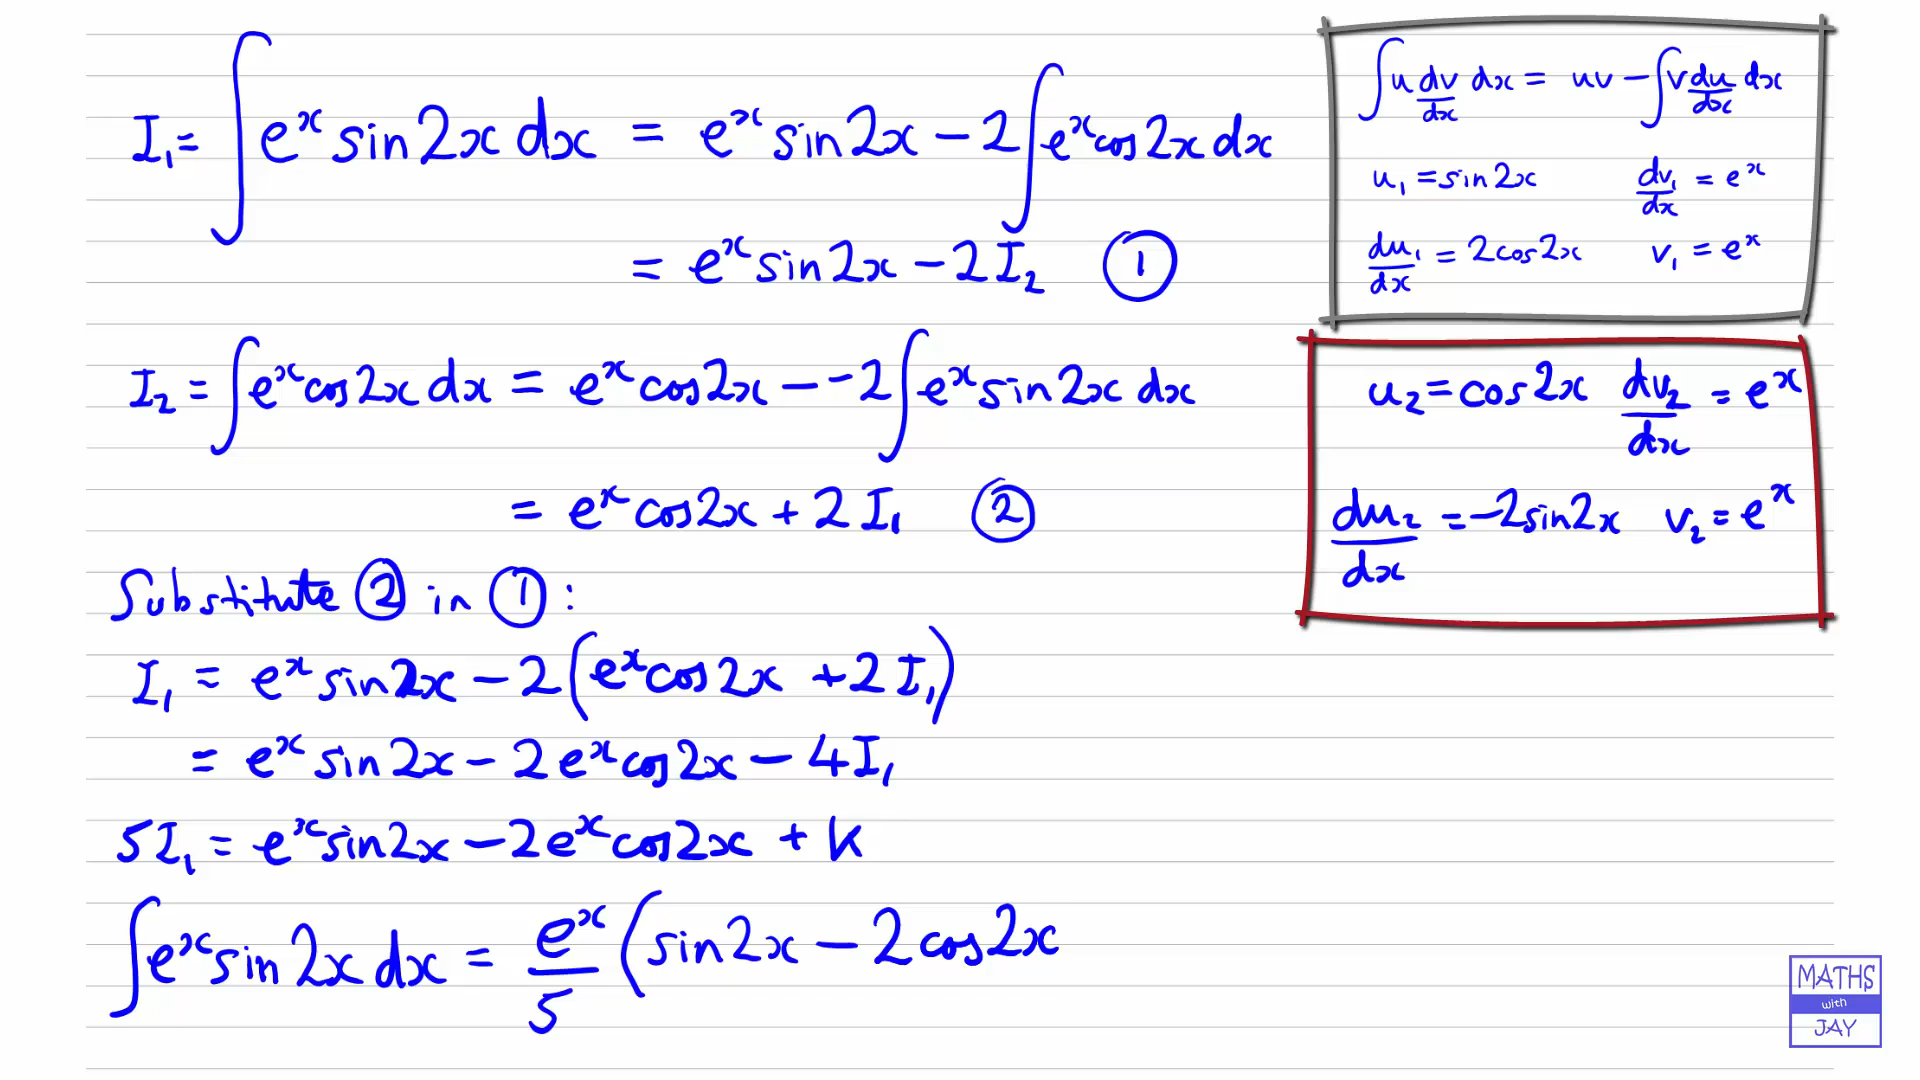 I₁ = ∫ eˣ sin2x dx = eˣ sin2x − 2∫ eˣ cos2x dx
= eˣ sin2x − 2I₂ ①
I₂ = ∫ eˣ cos2x dx = eˣ cos2x − −2∫ eˣ sin2x dx
= eˣ cos2x + 2I₁ ②
Substitute ② in ① :
I₁ = eˣ sin2x − 2(eˣ cos2x + 2I₁)
= eˣ sin2x − 2eˣ cos2x − 4I₁
5I₁ = eˣ sin2x − 2eˣ cos2x + k
∫ eˣ sin2x dx = eˣ/5 (sin2x − 2cos2x
∫ u dv/dx dx = uv − ∫ v du/dx dx
u₁ = sin2x dv₁/dx = eˣ
du₁/dx = 2cos2x v₁ = eˣ
u₂ = cos2x dv₂/dx = eˣ
du₂/dx = −2sin2x v₂ = eˣ
MATHS
with
JAY